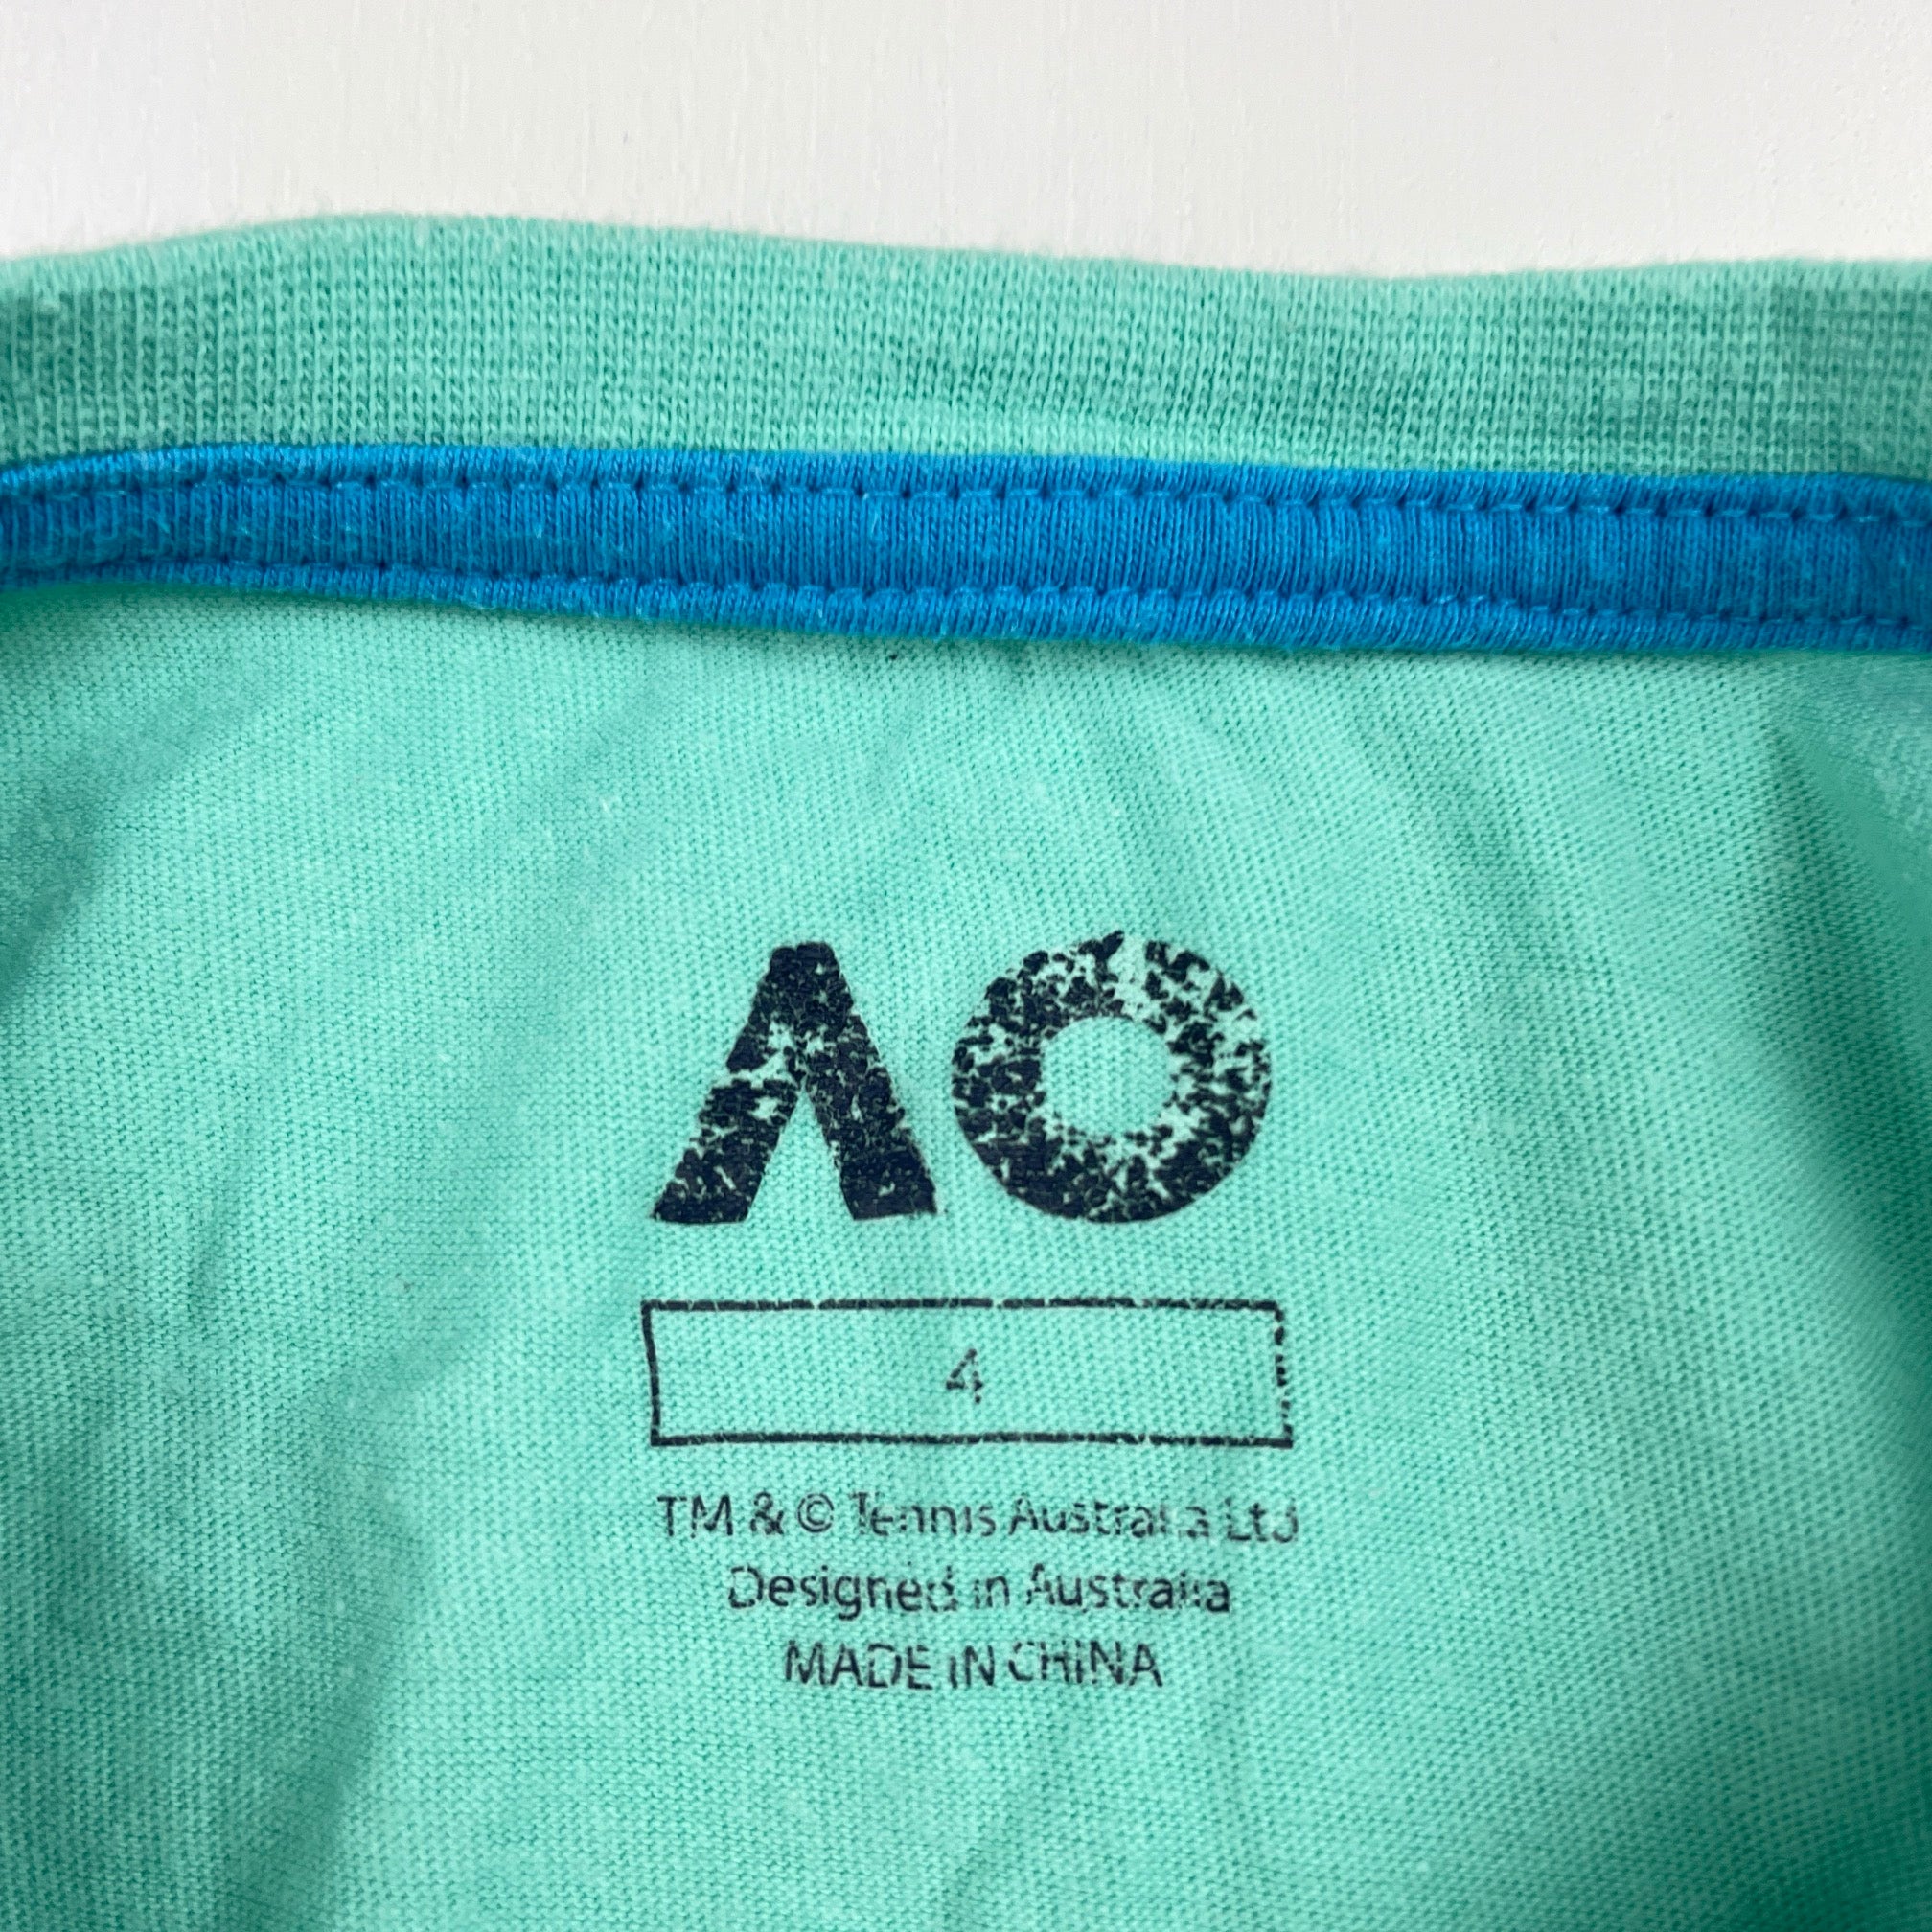 AO
4
TM & © Tennis Australia Ltd
Designed in Australia
MADE IN CHINA